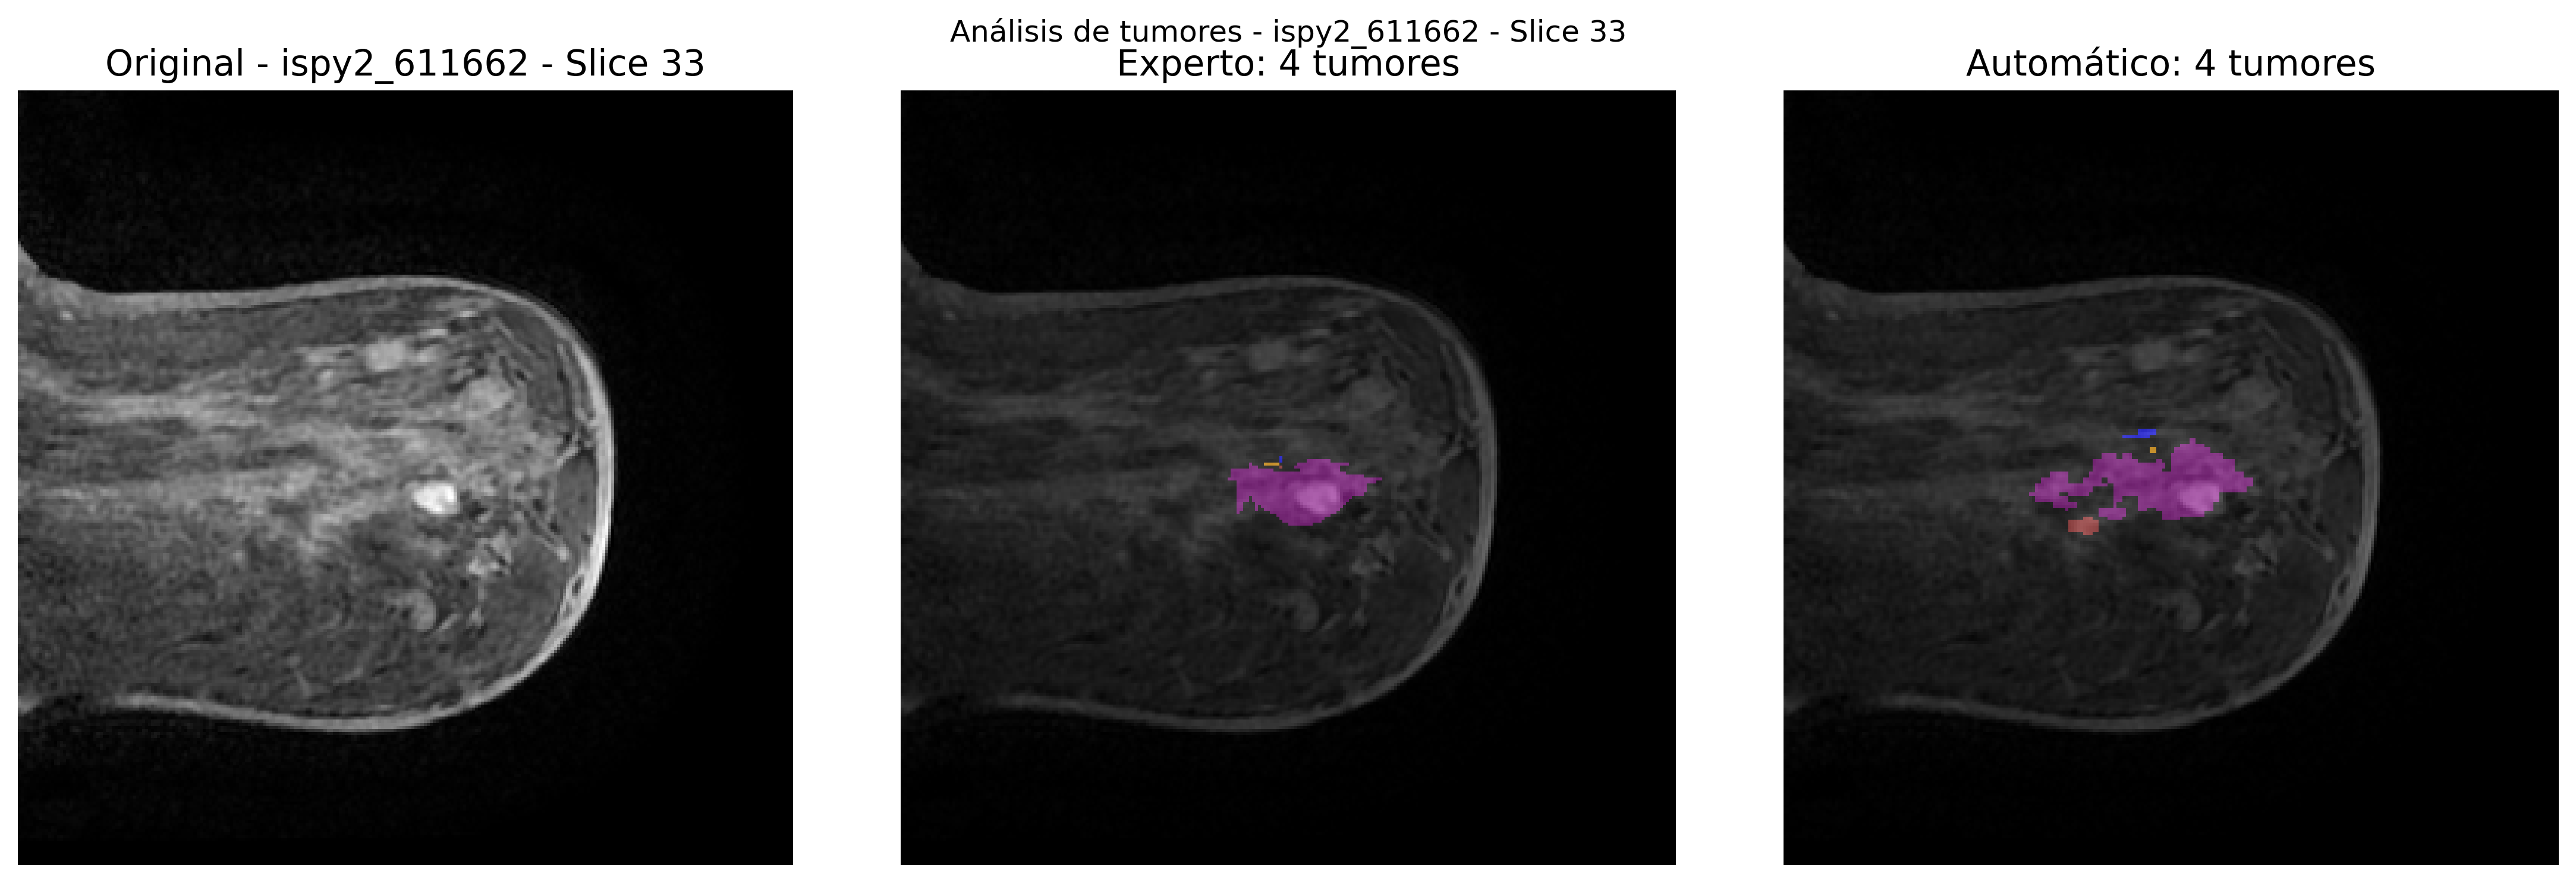 Análisis de tumores - ispy2_611662 - Slice 33
Original - ispy2_611662 - Slice 33
Experto: 4 tumores
Automático: 4 tumores